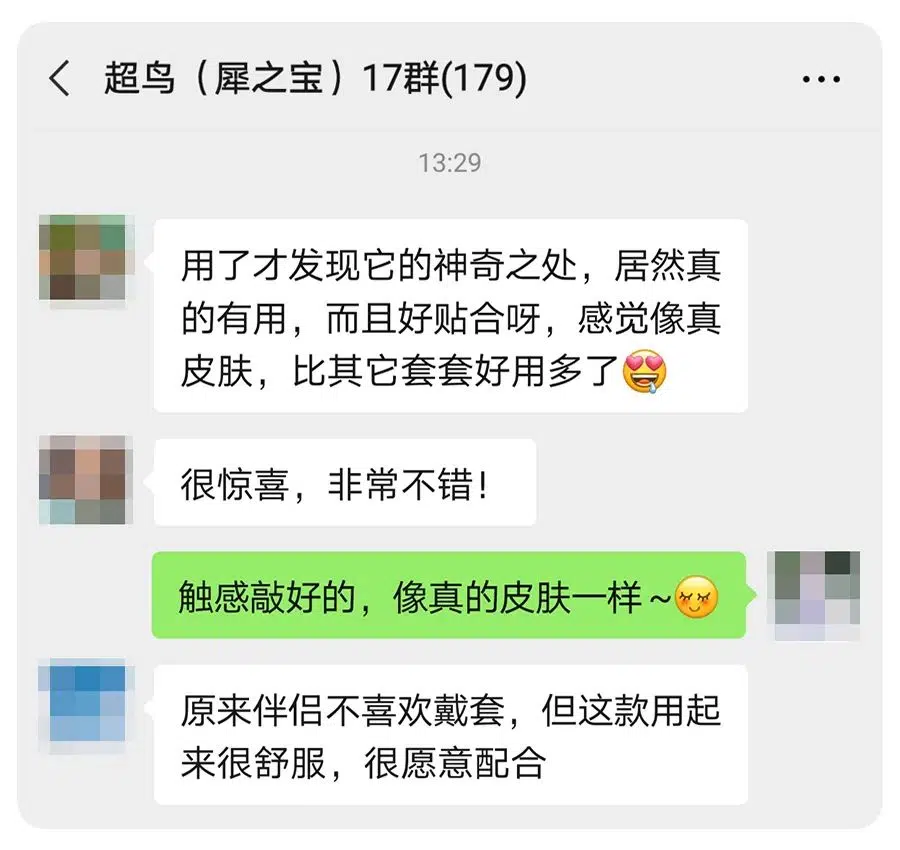 超鸟（犀之宝）17群(179)
13:29
用了才发现它的神奇之处，居然真
的有用，而且好贴合呀，感觉像真
皮肤，比其它套套好用多了
很惊喜，非常不错！
触感敲好的，像真的皮肤一样~
原来伴侣不喜欢戴套，但这款用起
来很舒服，很愿意配合